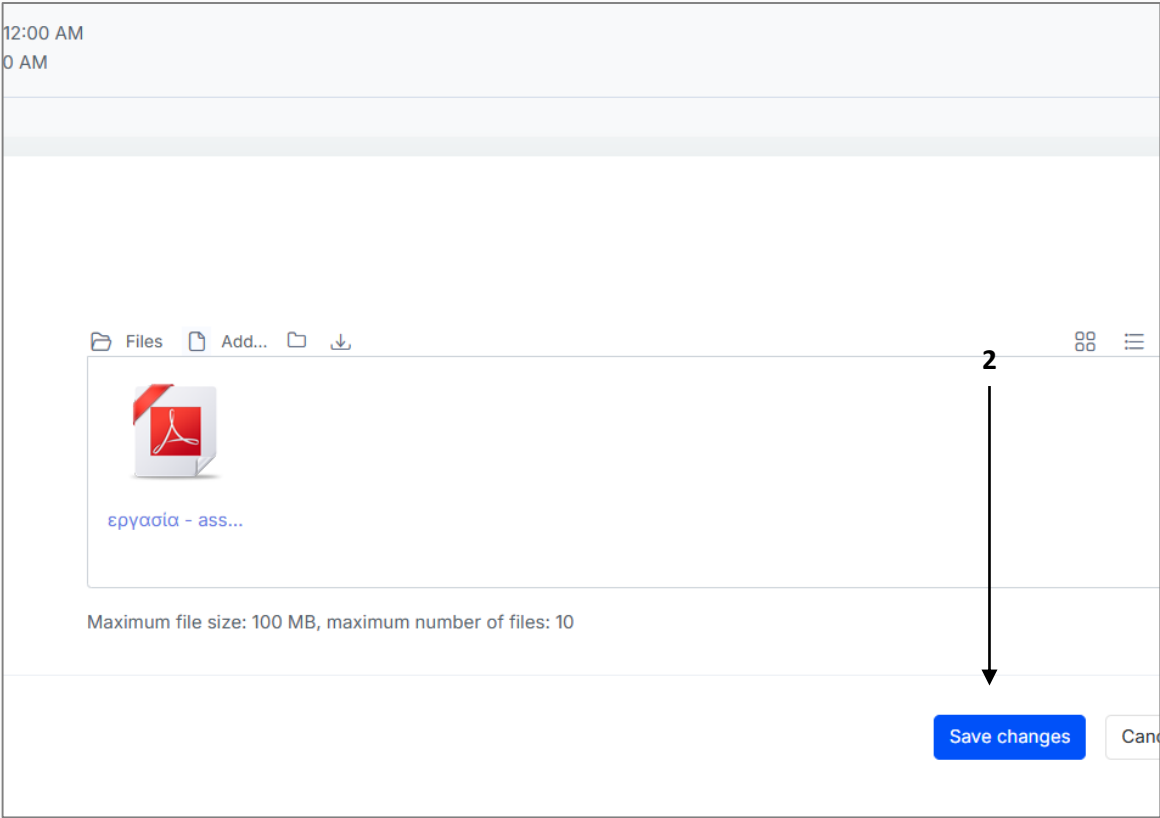 12:00 AM
0 AM
Files Add...
2
εργασία - ass...
Maximum file size: 100 MB, maximum number of files: 10
Save changes Canc